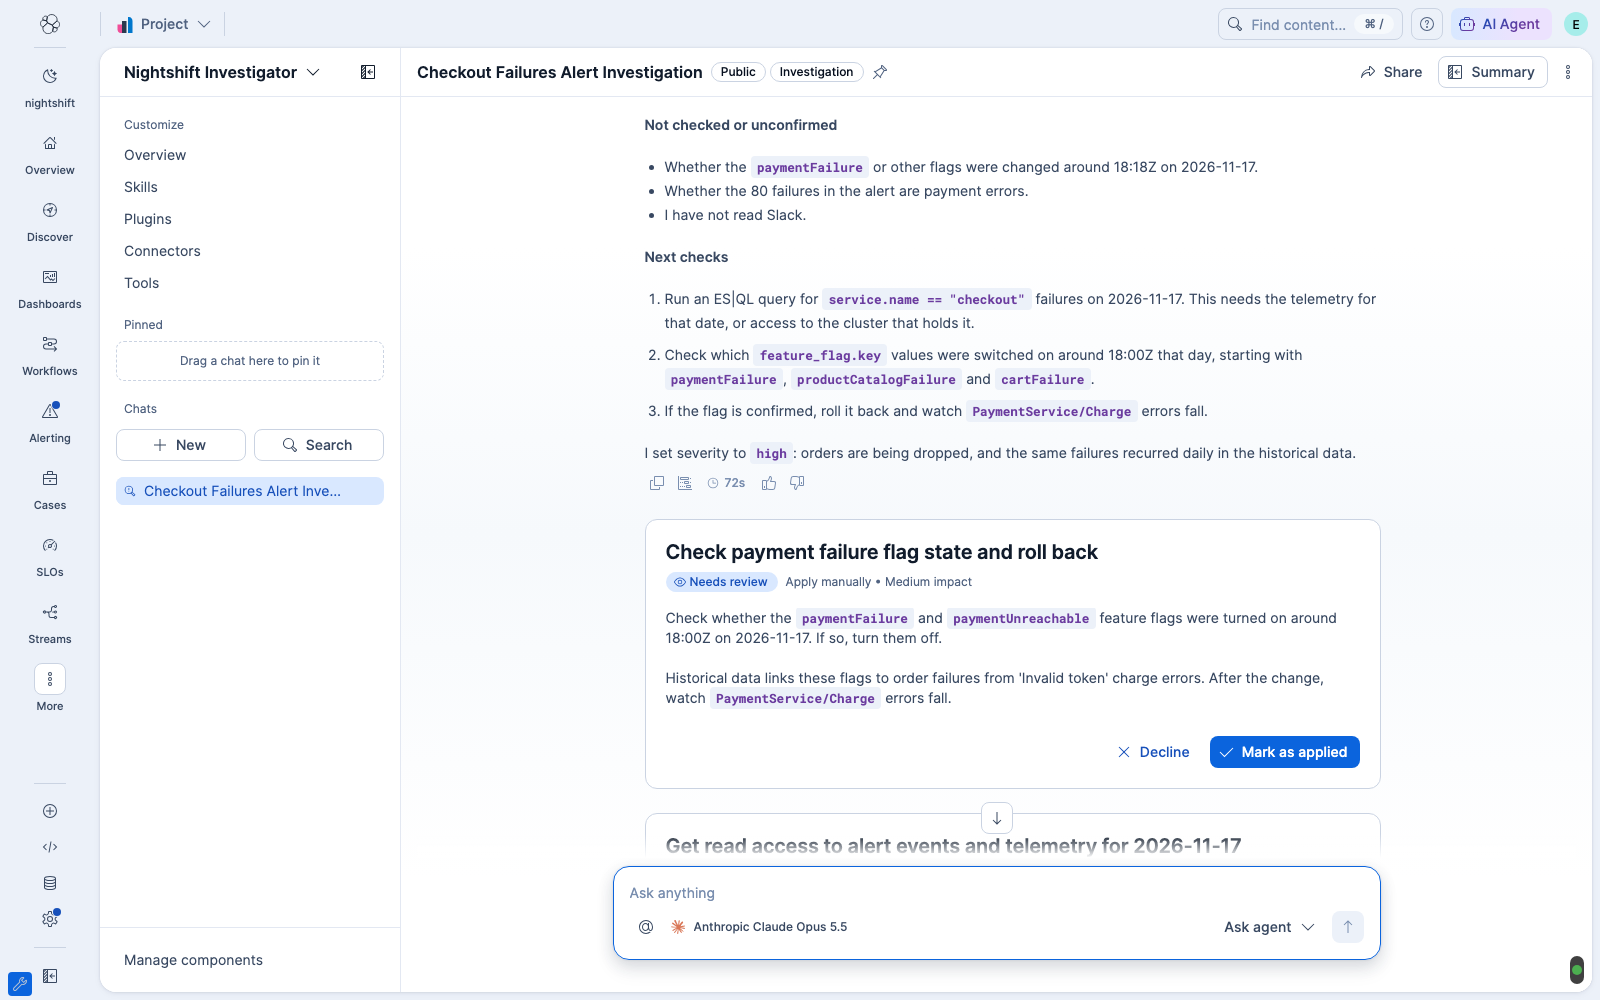 Project
Find content...
⌘ /
AI Agent
E
nightshift
Overview
Discover
Dashboards
Workflows
Alerting
Cases
SLOs
Streams
More
Nightshift Investigator
Customize
Overview
Skills
Plugins
Connectors
Tools
Pinned
Drag a chat here to pin it
Chats
New
Search
Checkout Failures Alert Inve...
Manage components
Checkout Failures Alert Investigation
Public
Investigation
Share
Summary
Not checked or unconfirmed
• Whether the paymentFailure or other flags were changed around 18:18Z on 2026-11-17.
• Whether the 80 failures in the alert are payment errors.
• I have not read Slack.
Next checks
1. Run an ES|QL query for service.name == "checkout" failures on 2026-11-17. This needs the telemetry for
that date, or access to the cluster that holds it.
2. Check which feature_flag.key values were switched on around 18:00Z that day, starting with
paymentFailure, productCatalogFailure and cartFailure.
3. If the flag is confirmed, roll it back and watch PaymentService/Charge errors fall.
I set severity to high: orders are being dropped, and the same failures recurred daily in the historical data.
72s
Check payment failure flag state and roll back
Needs review
Apply manually • Medium impact
Check whether the paymentFailure and paymentUnreachable feature flags were turned on around
18:00Z on 2026-11-17. If so, turn them off.
Historical data links these flags to order failures from 'Invalid token' charge errors. After the change,
watch PaymentService/Charge errors fall.
Decline
Mark as applied
Get read access to alert events and telemetry for 2026-11-17
Ask anything
@
Anthropic Claude Opus 5.5
Ask agent